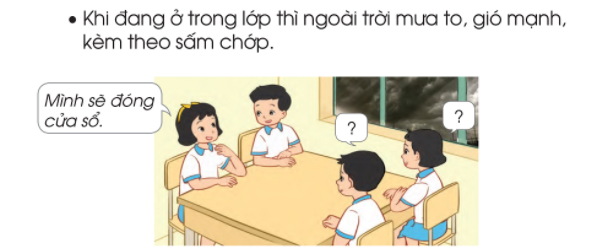 • Khi đang ở trong lớp thì ngoài trời mưa to, gió mạnh,
kèm theo sấm chớp.
Mình sẽ đóng
cửa sổ.
?
?